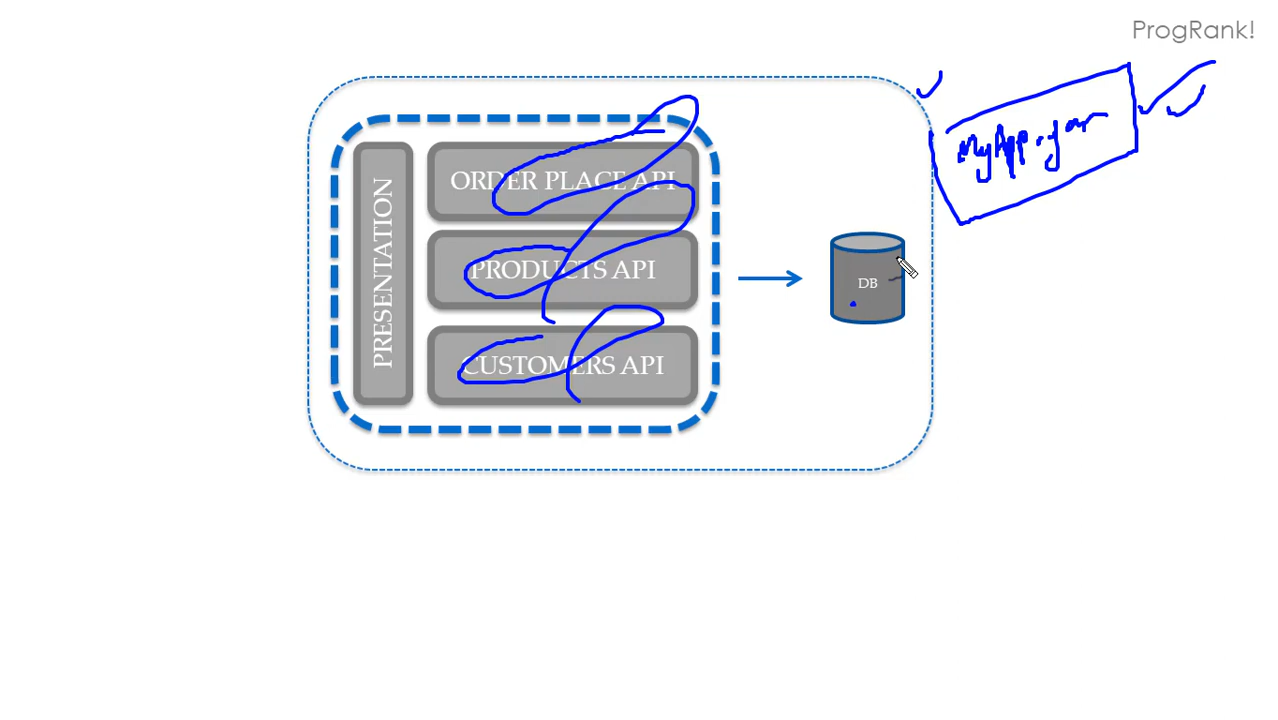 ProgRank!
MyApp.jar
PRESENTATION
ORDER PLACE API
PRODUCTS API
CUSTOMERS API
DB